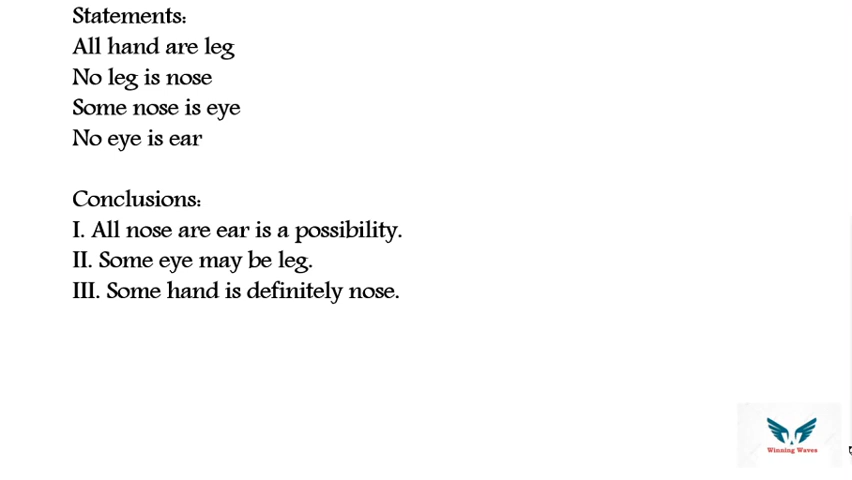 Statements:
All hand are leg
No leg is nose
Some nose is eye
No eye is ear
Conclusions:
I. All nose are ear is a possibility.
II. Some eye may be leg.
III. Some hand is definitely nose.
Winning Waves